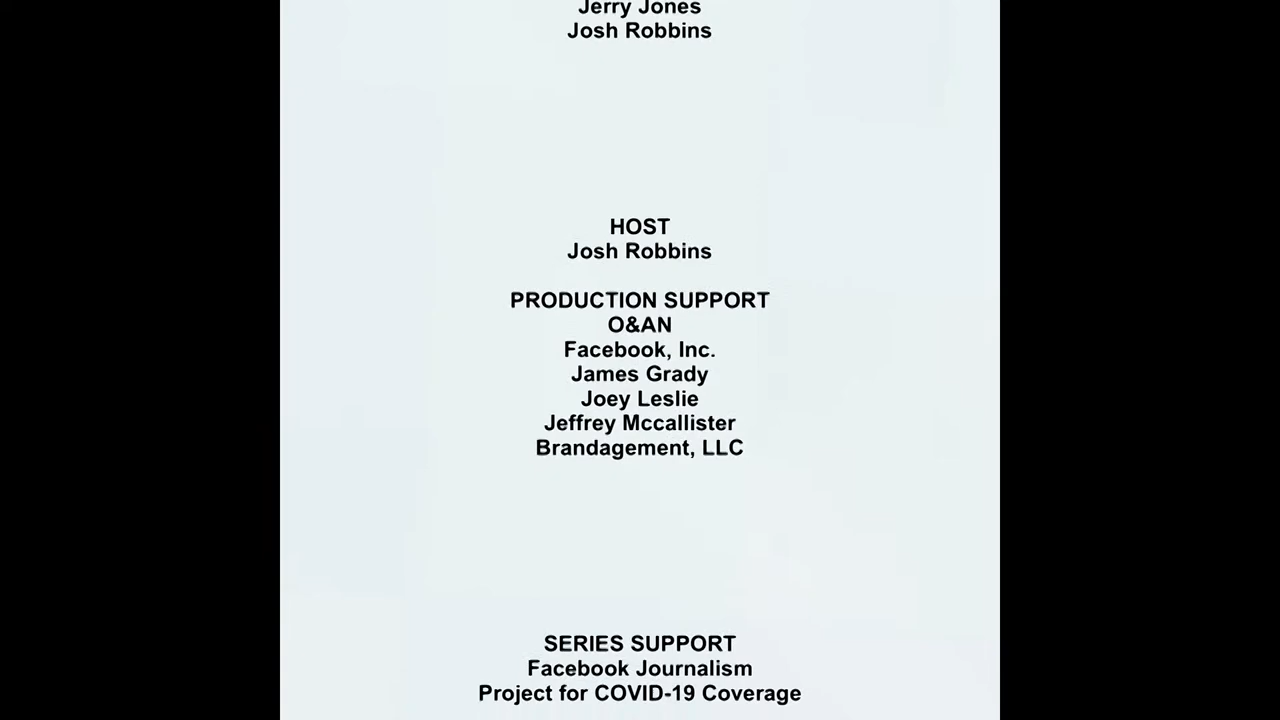 Jerry Jones
Josh Robbins
HOST
Josh Robbins
PRODUCTION SUPPORT
O&AN
Facebook, Inc.
James Grady
Joey Leslie
Jeffrey Mccallister
Brandagement, LLC
SERIES SUPPORT
Facebook Journalism
Project for COVID-19 Coverage